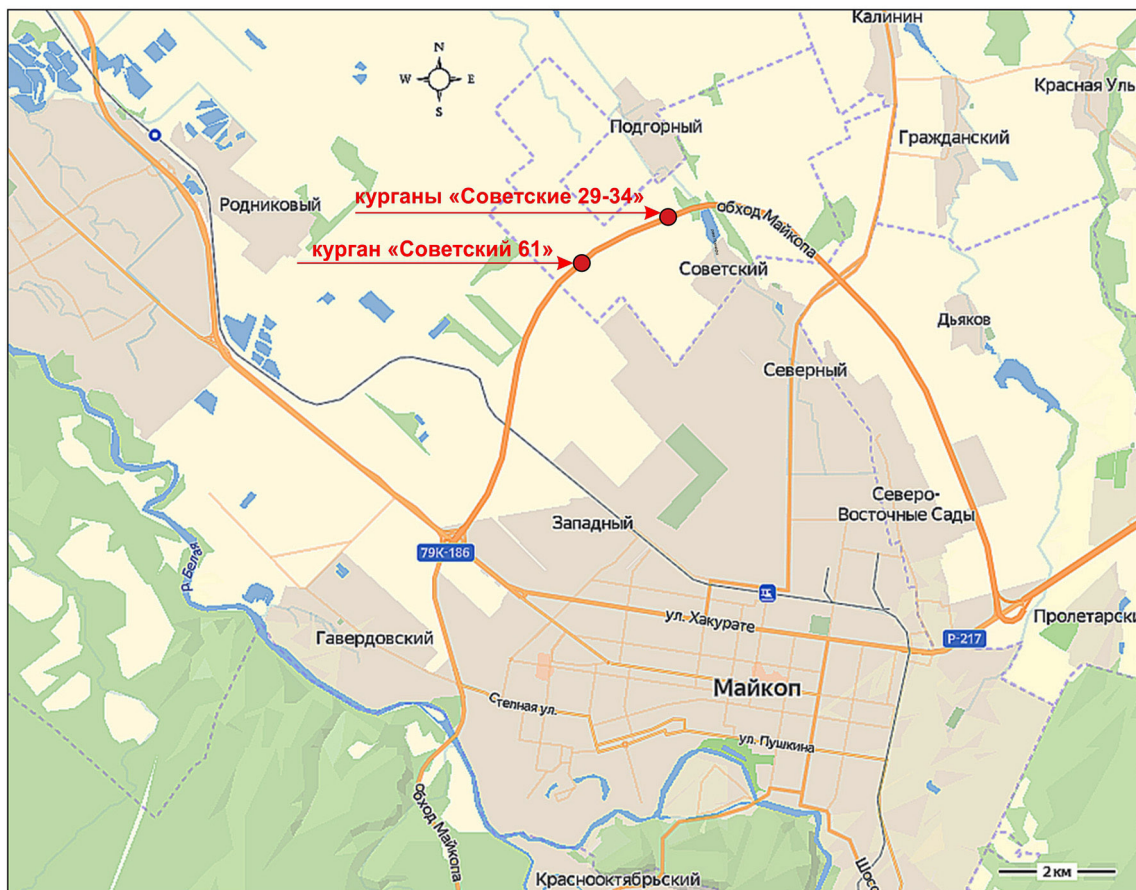 Калинин
N
W E
S
Красная Уль
Подгорный
Гражданский
курганы «Советские 29-34»
Родниковый
обход Майкопа
курган «Советский 61»
Советский
Дьяков
Северный
Северо-
Восточные Сады
Западный
79К-186
р. Белая
ул. Хакурате
Гавердовский
Р-217
Пролетарски
Майкоп
Степная ул.
ул. Пушкина
обход Майкопа
Шосс
Краснооктябрьский
2 км